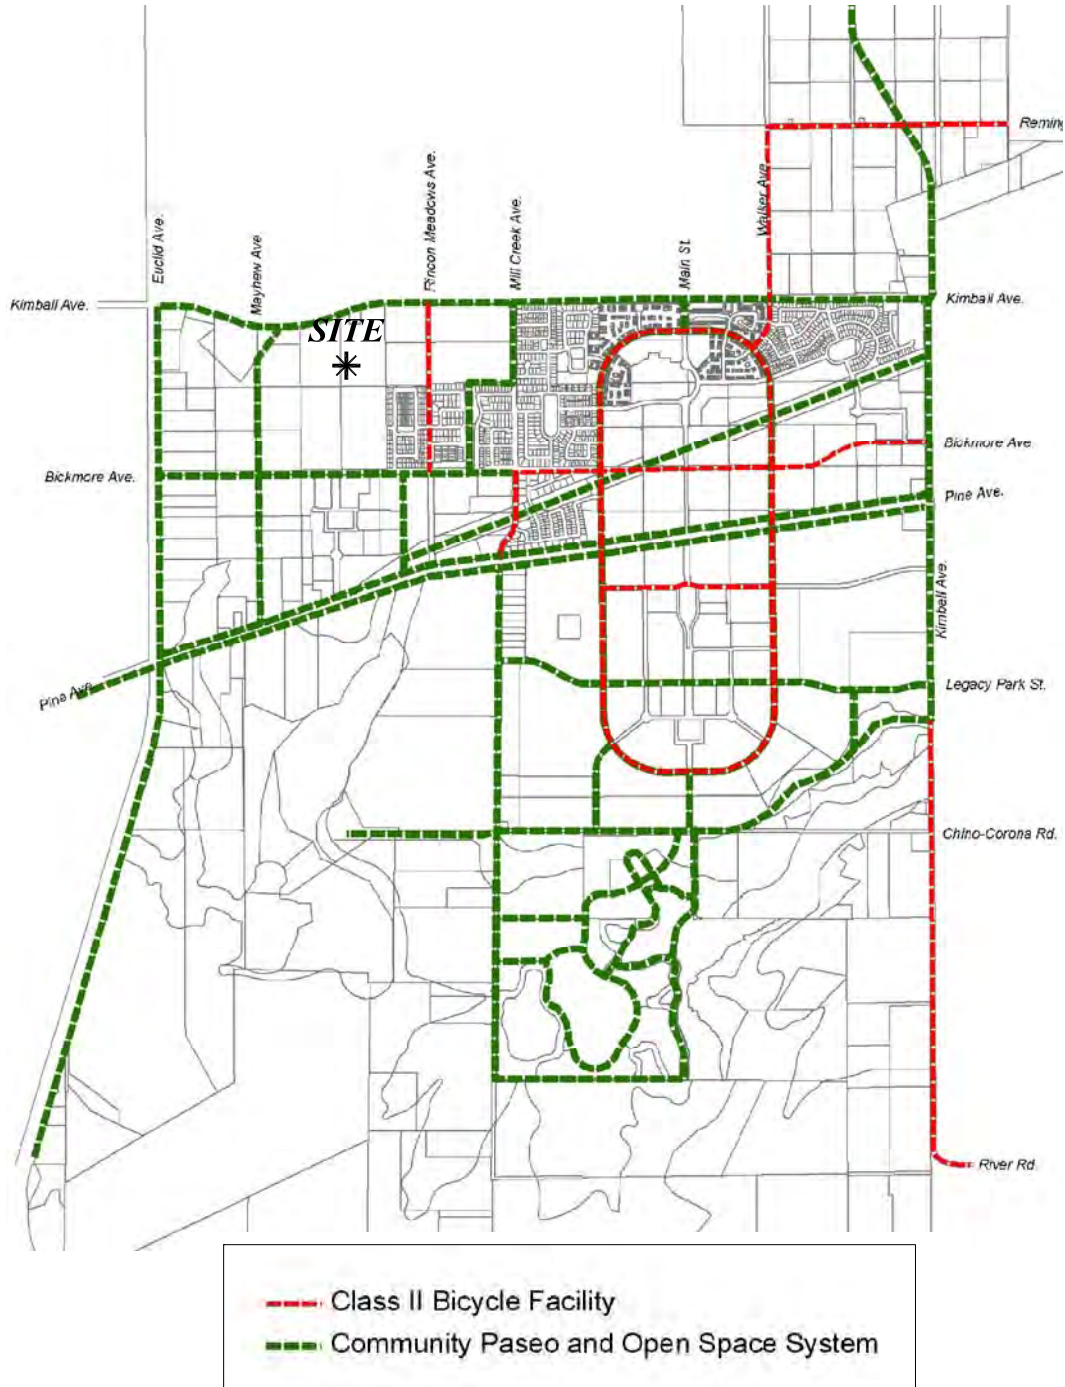 Reming
Euclid Ave.
Mayhew Ave
Rincon Meadows Ave.
Mill Creek Ave.
Main St.
Walker Ave
Kimball Ave.
Kimball Ave.
SITE
Bickmore Ave.
Bickmore Ave.
Pine Ave.
Kimball Ave.
Pine Ave.
Legacy Park St.
Chino-Corona Rd.
River Rd.
Class II Bicycle Facility
Community Paseo and Open Space System